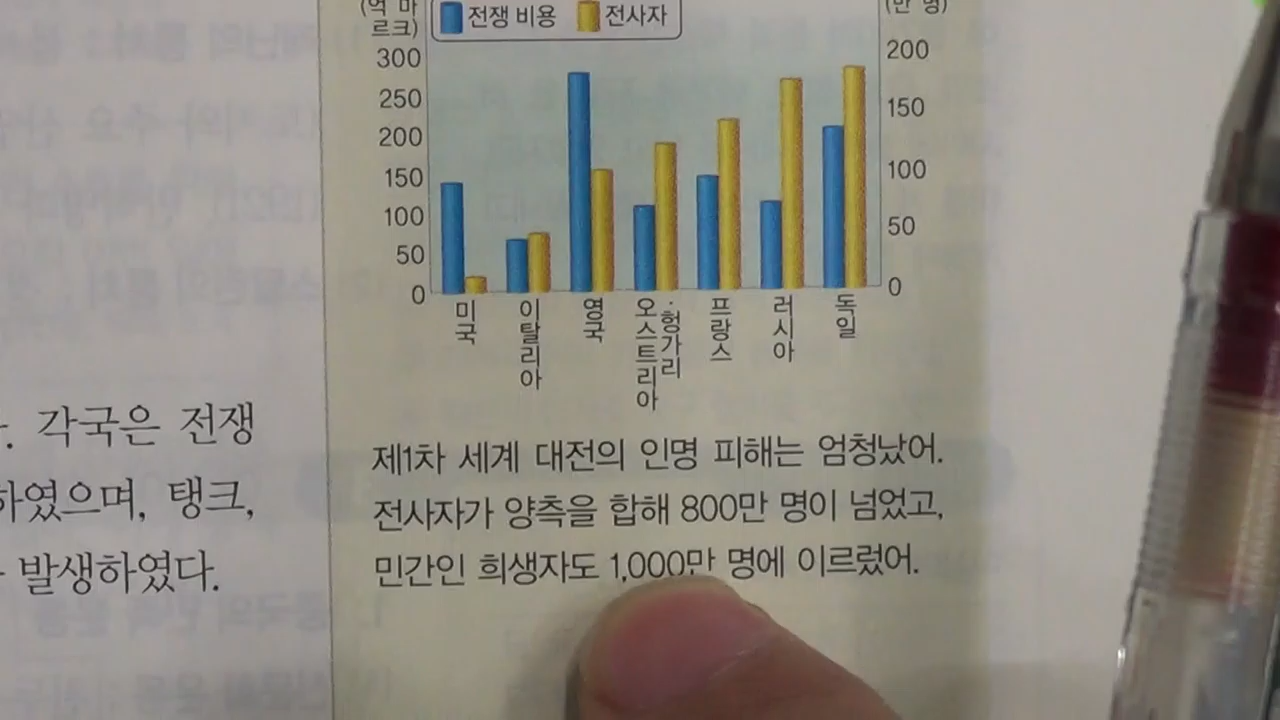 (억 마
르크)
전쟁 비용 전사자
(만 명)
300
250
200
150
100
50
0
200
150
100
50
0
미국
이탈리아
영국
오스트리아
·헝가리
프랑스
러시아
독일
각국은 전쟁
하였으며, 탱크,
발생하였다.
제1차 세계 대전의 인명 피해는 엄청났어.
전사자가 양측을 합해 800만 명이 넘었고,
민간인 희생자도 1,000만 명에 이르렀어.